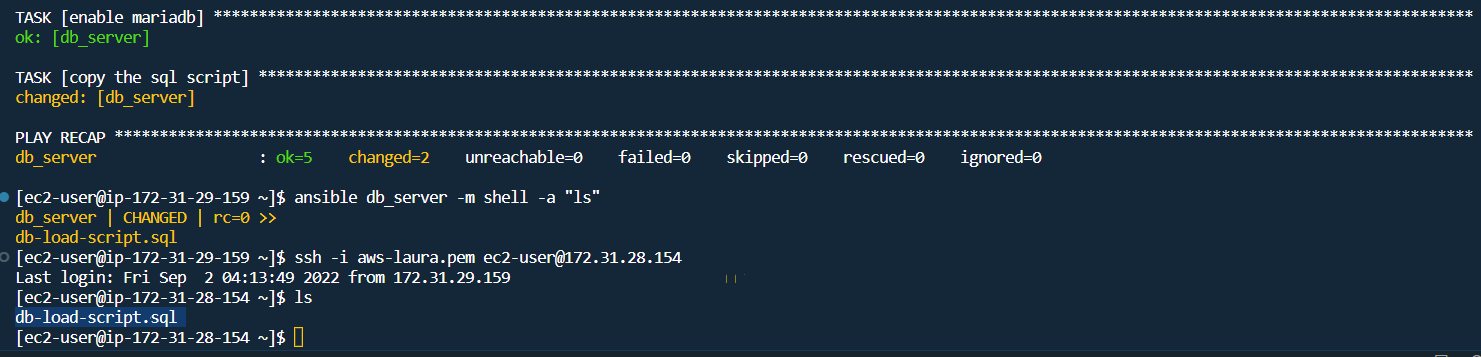 TASK [enable mariadb] ********************************************************************************************************************************************
ok: [db_server]
TASK [copy the sql script] ***************************************************************************************************************************************
changed: [db_server]
PLAY RECAP *******************************************************************************************************************************************************
db_server : ok=5 changed=2 unreachable=0 failed=0 skipped=0 rescued=0 ignored=0
[ec2-user@ip-172-31-29-159 ~]$ ansible db_server -m shell -a "ls"
db_server | CHANGED | rc=0 >>
db-load-script.sql
[ec2-user@ip-172-31-29-159 ~]$ ssh -i aws-laura.pem ec2-user@172.31.28.154
Last login: Fri Sep  2 04:13:49 2022 from 172.31.29.159
[ec2-user@ip-172-31-28-154 ~]$ ls
db-load-script.sql
[ec2-user@ip-172-31-28-154 ~]$